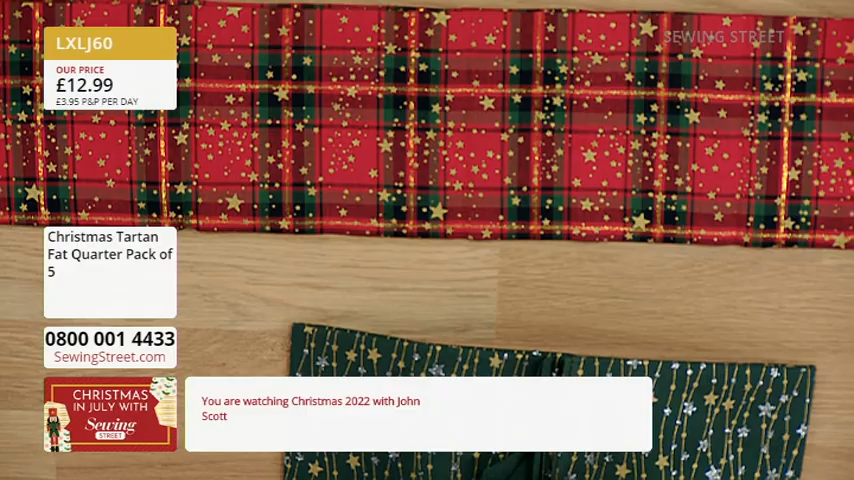 SEWING STREET
LXLJ60
OUR PRICE
£12.99
£3.95 P&P PER DAY
Christmas Tartan
Fat Quarter Pack of
5
0800 001 4433
SewingStreet.com
CHRISTMAS
IN JULY WITH
Sewing
STREET
You are watching Christmas 2022 with John
Scott